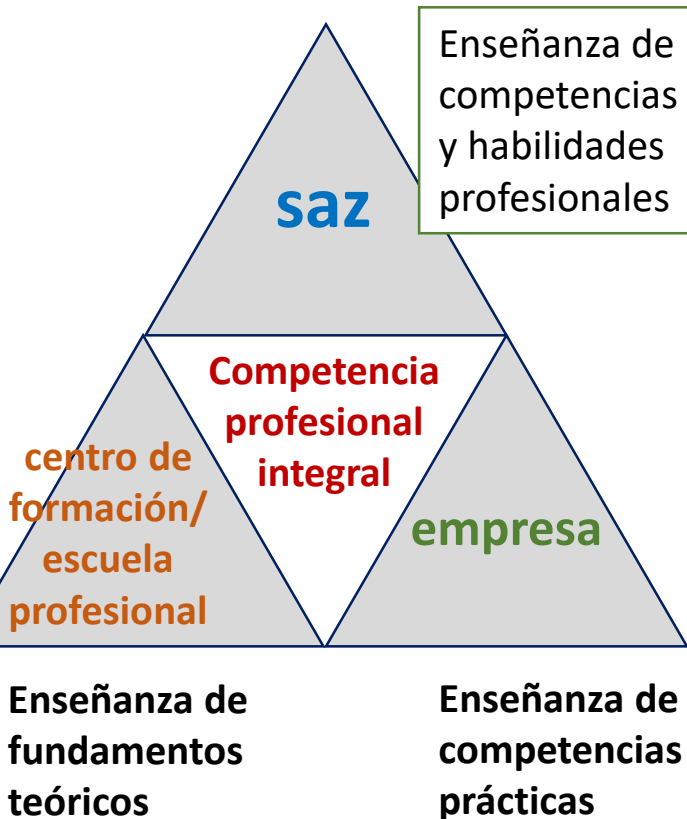 Enseñanza de
competencias
y habilidades
profesionales
saz
Competencia
profesional
integral
centro de
formación/
escuela
profesional
empresa
Enseñanza de
fundamentos
teóricos
Enseñanza de
competencias
prácticas